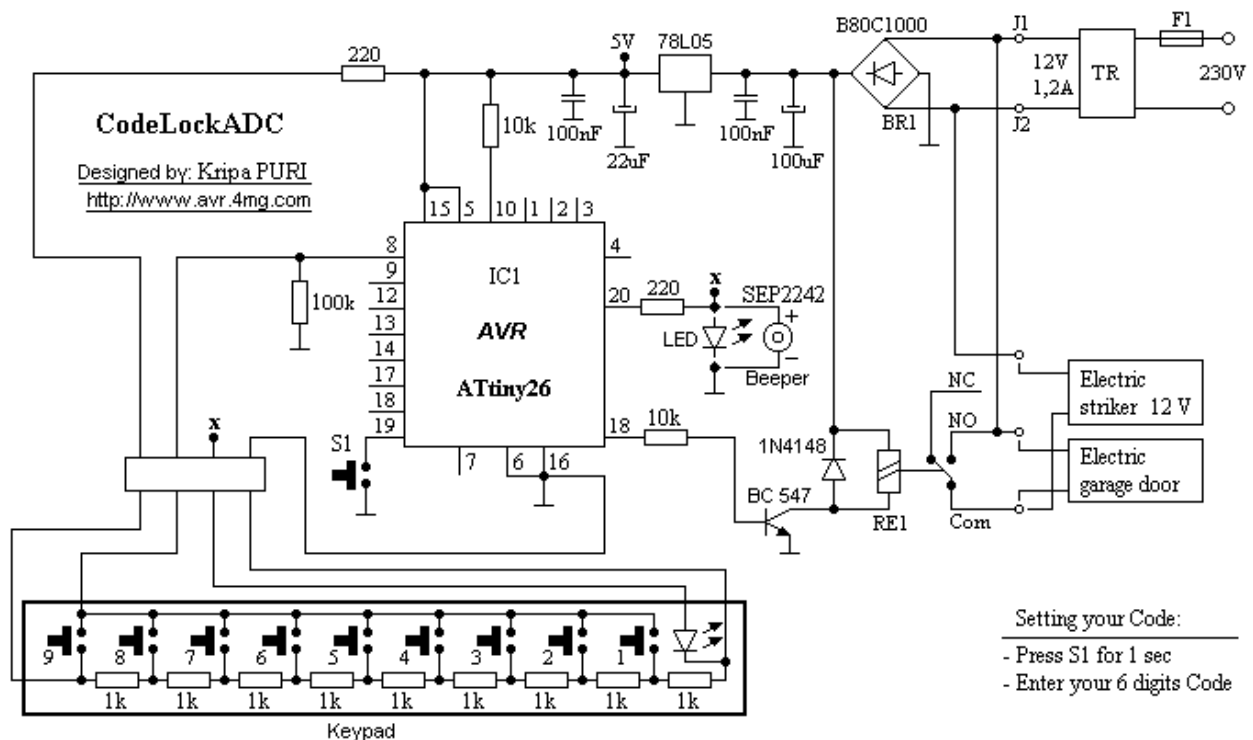 B80C1000
J1
F1
5V
78L05
220
12V
1,2A
TR
230V
CodeLockADC
10k
100nF
22uF
100nF
100uF
BR1
J2
Designed by: Kripa PURI
http://www.avr.4mg.com
15
5
10
1
2
3
8
4
9
IC1
x
12
100k
20
220
SEP2242
+
13
AVR
LED
14
–
17
ATtiny26
Beeper
18
NC
Electric
striker 12 V
x
19
18
10k
NO
S1
1N4148
Electric
garage door
7
6
16
BC 547
RE1
Com
9
8
7
6
5
4
3
2
1
1k
1k
1k
1k
1k
1k
1k
1k
1k
Keypad
Setting your Code:
- Press S1 for 1 sec
- Enter your 6 digits Code